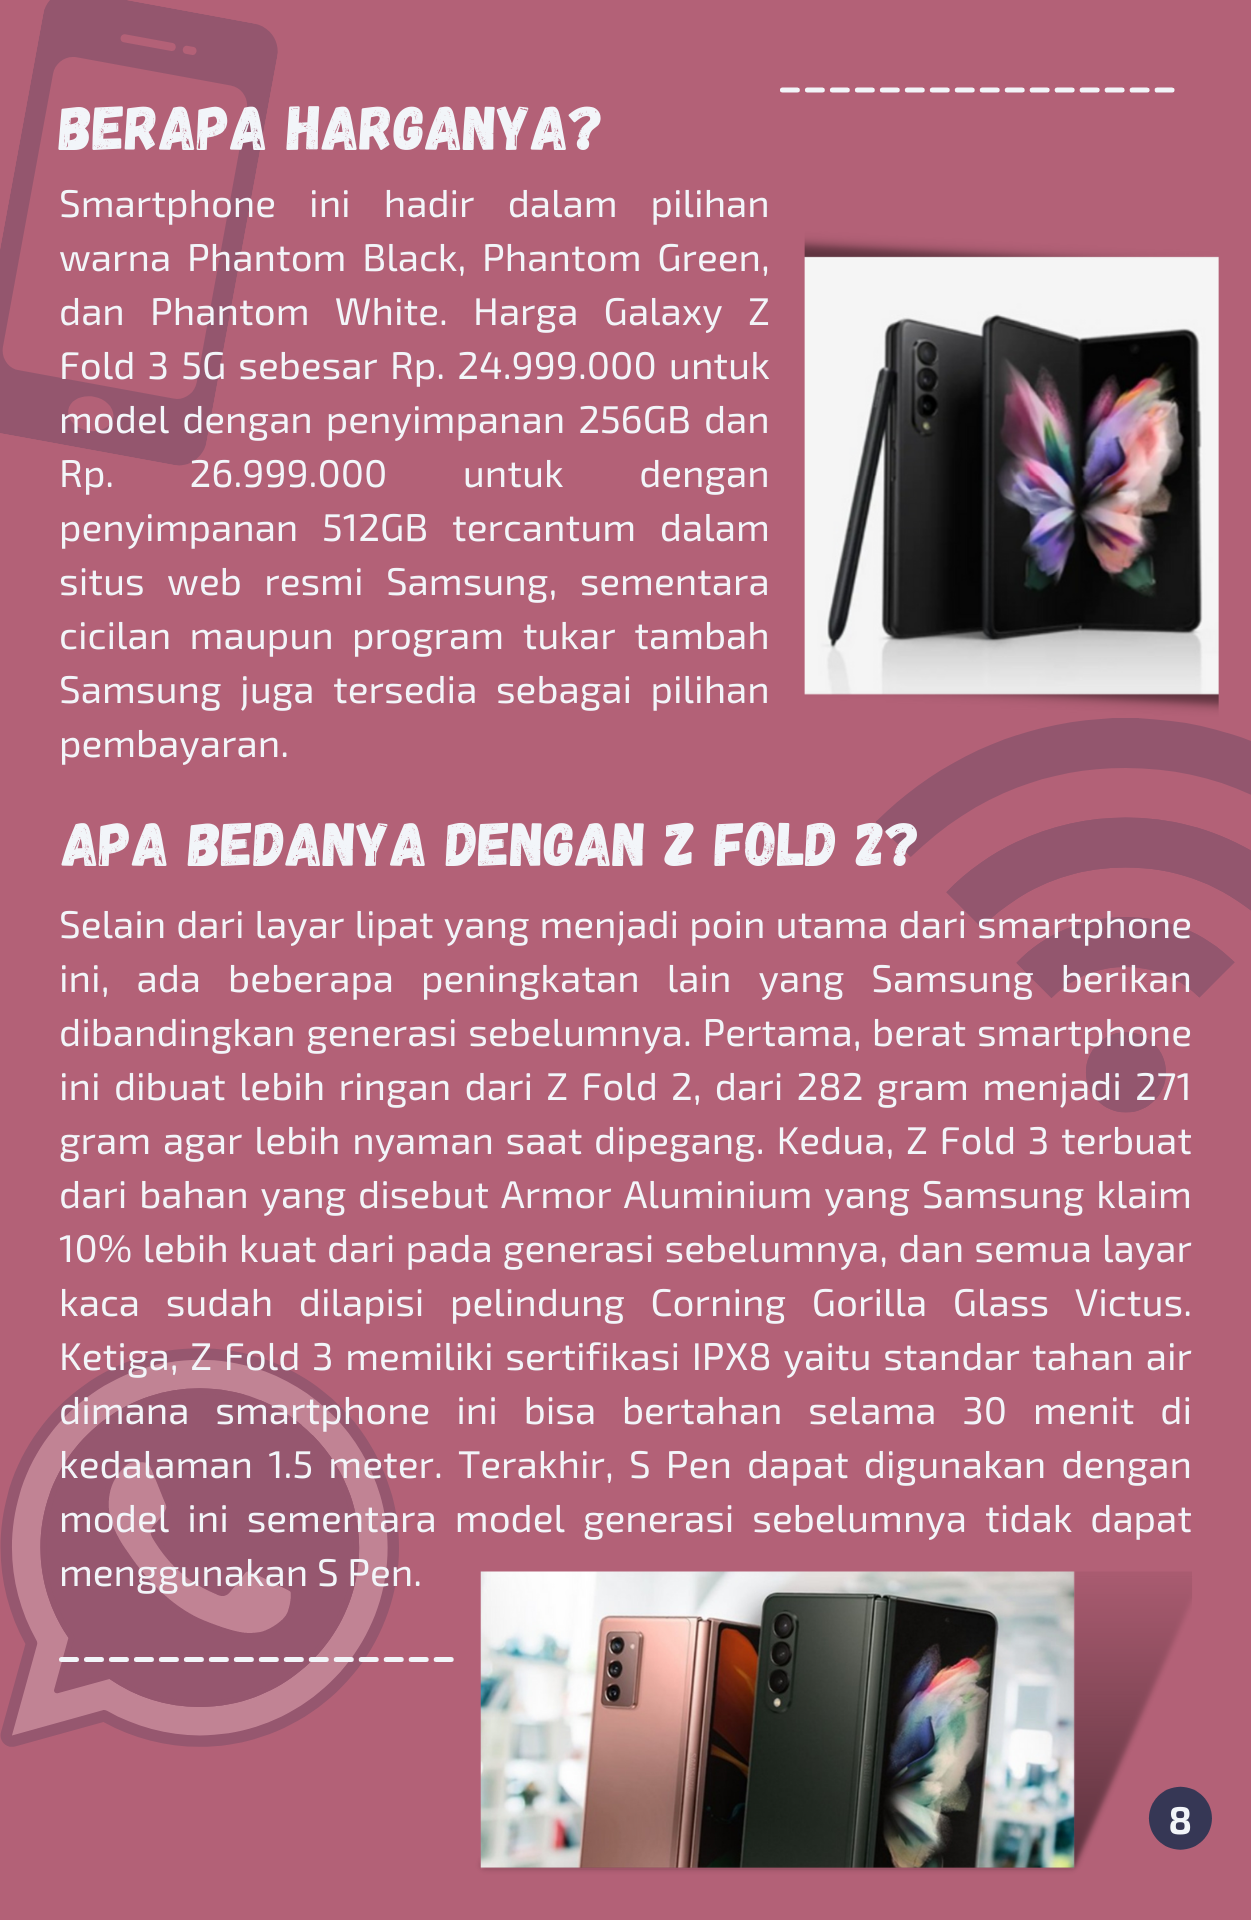 BERAPA HARGANYA?
Smartphone ini hadir dalam pilihan
warna Phantom Black, Phantom Green,
dan Phantom White. Harga Galaxy Z
Fold 3 5G sebesar Rp. 24.999.000 untuk
model dengan penyimpanan 256GB dan
Rp. 26.999.000 untuk dengan
penyimpanan 512GB tercantum dalam
situs web resmi Samsung, sementara
cicilan maupun program tukar tambah
Samsung juga tersedia sebagai pilihan
pembayaran.
APA BEDANYA DENGAN Z FOLD 2?
Selain dari layar lipat yang menjadi poin utama dari smartphone
ini, ada beberapa peningkatan lain yang Samsung berikan
dibandingkan generasi sebelumnya. Pertama, berat smartphone
ini dibuat lebih ringan dari Z Fold 2, dari 282 gram menjadi 271
gram agar lebih nyaman saat dipegang. Kedua, Z Fold 3 terbuat
dari bahan yang disebut Armor Aluminium yang Samsung klaim
10% lebih kuat dari pada generasi sebelumnya, dan semua layar
kaca sudah dilapisi pelindung Corning Gorilla Glass Victus.
Ketiga, Z Fold 3 memiliki sertifikasi IPX8 yaitu standar tahan air
dimana smartphone ini bisa bertahan selama 30 menit di
kedalaman 1.5 meter. Terakhir, S Pen dapat digunakan dengan
model ini sementara model generasi sebelumnya tidak dapat
menggunakan S Pen.
8